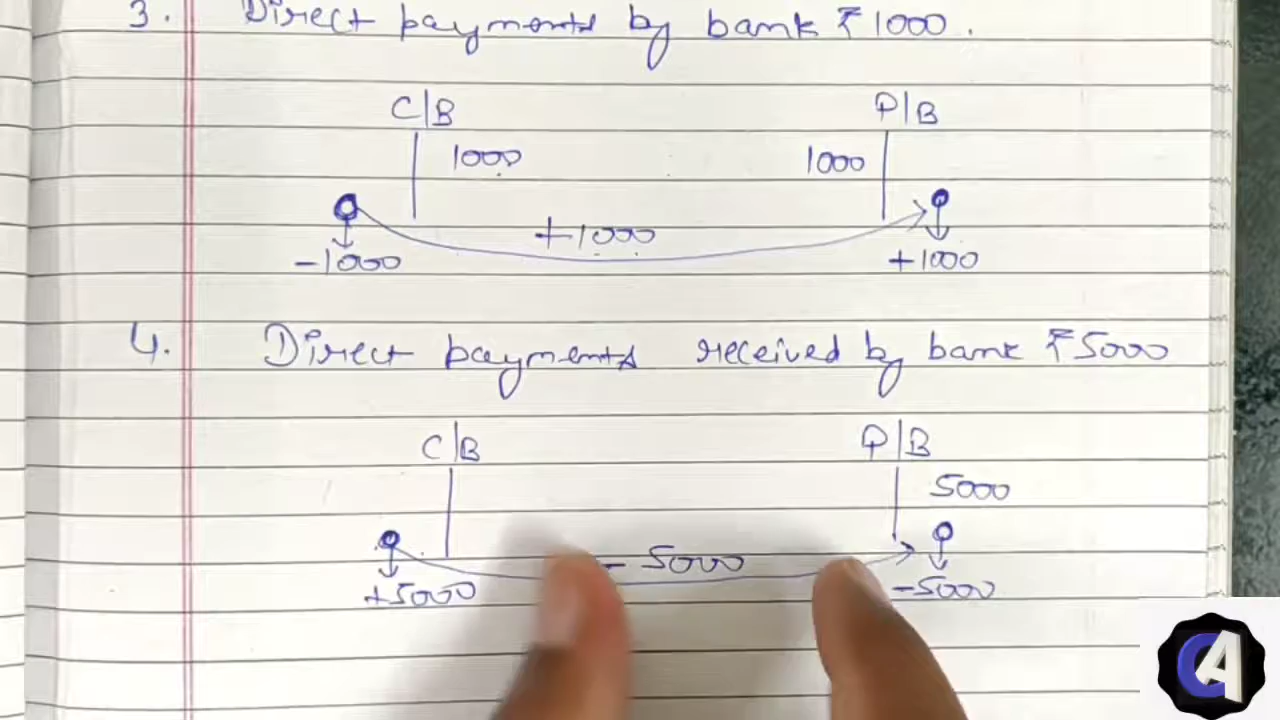 3. Direct payments by bank ₹1000.
C|B P|B
1000 1000
+1000
-1000 +1000
4. Direct payments received by bank ₹5000
C|B P|B
5000
- 5000
+5000 -5000
CA